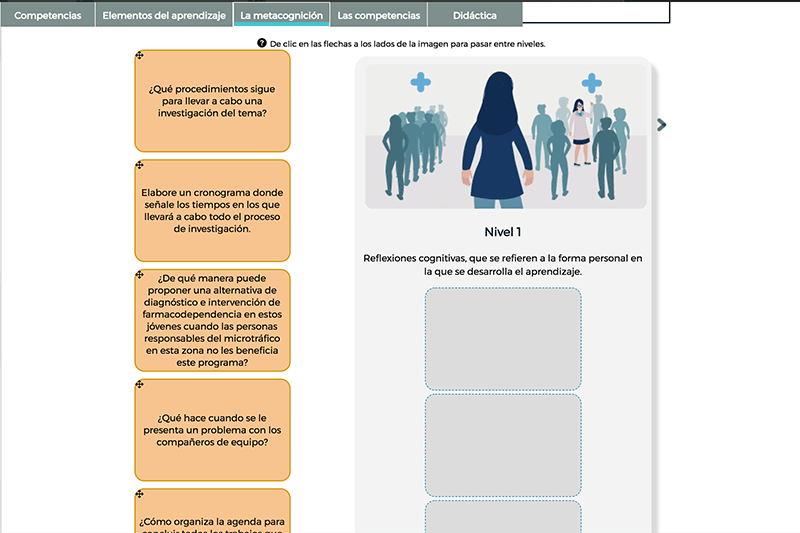 Competencias
Elementos del aprendizaje
La metacognición
Las competencias
Didáctica
? De clic en las flechas a los lados de la imagen para pasar entre niveles.
¿Qué procedimientos sigue
para llevar a cabo una
investigación del tema?
Elabore un cronograma donde
señale los tiempos en los que
llevará a cabo todo el proceso
de investigación.
¿De qué manera puede
proponer una alternativa de
diagnóstico e intervención de
farmacodependencia en estos
jóvenes cuando las personas
responsables del microtráfico
en esta zona no les beneficia
este programa?
¿Qué hace cuando se le
presenta un problema con los
compañeros de equipo?
¿Cómo organiza la agenda para
Nivel 1
Reflexiones cognitivas, que se refieren a la forma personal en
la que se desarrolla el aprendizaje.